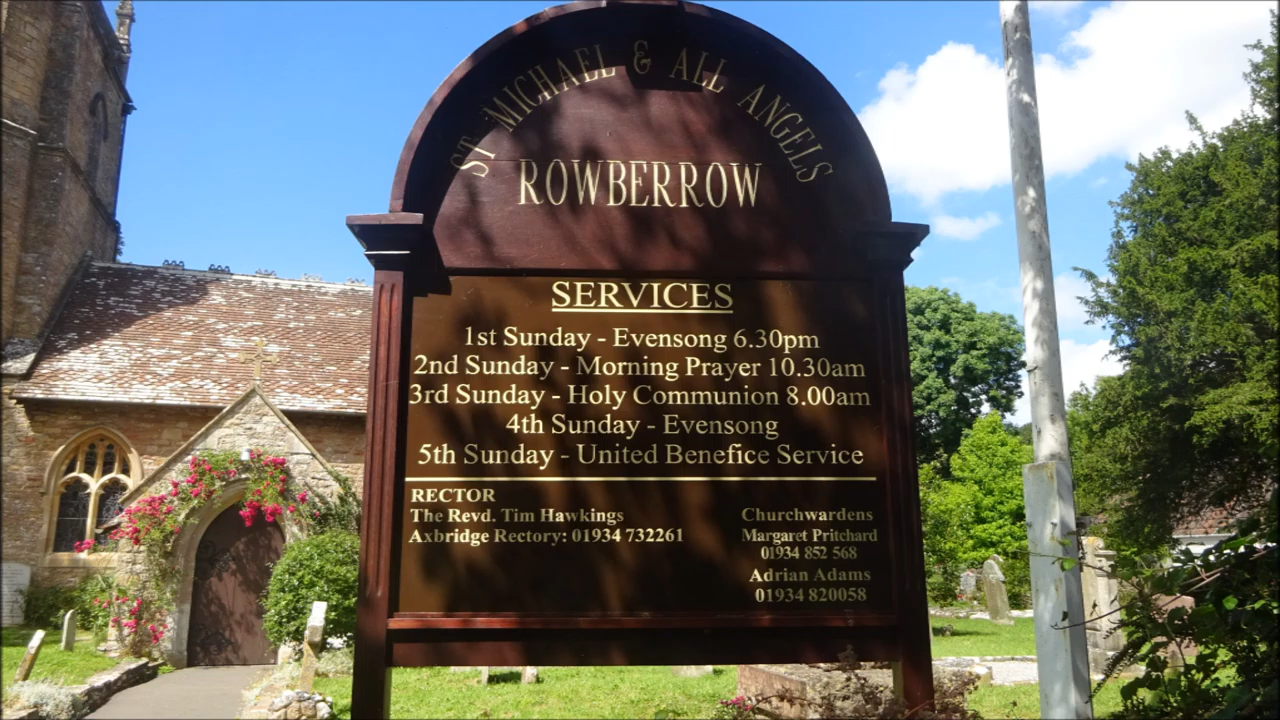 ST MICHAEL & ALL ANGELS
ROWBERROW
SERVICES
1st Sunday - Evensong 6.30pm
2nd Sunday - Morning Prayer 10.30am
3rd Sunday - Holy Communion 8.00am
4th Sunday - Evensong
5th Sunday - United Benefice Service
RECTOR
The Revd. Tim Hawkings
Axbridge Rectory: 01934 732261
Churchwardens
Margaret Pritchard
01934 852 568
Adrian Adams
01934 820058